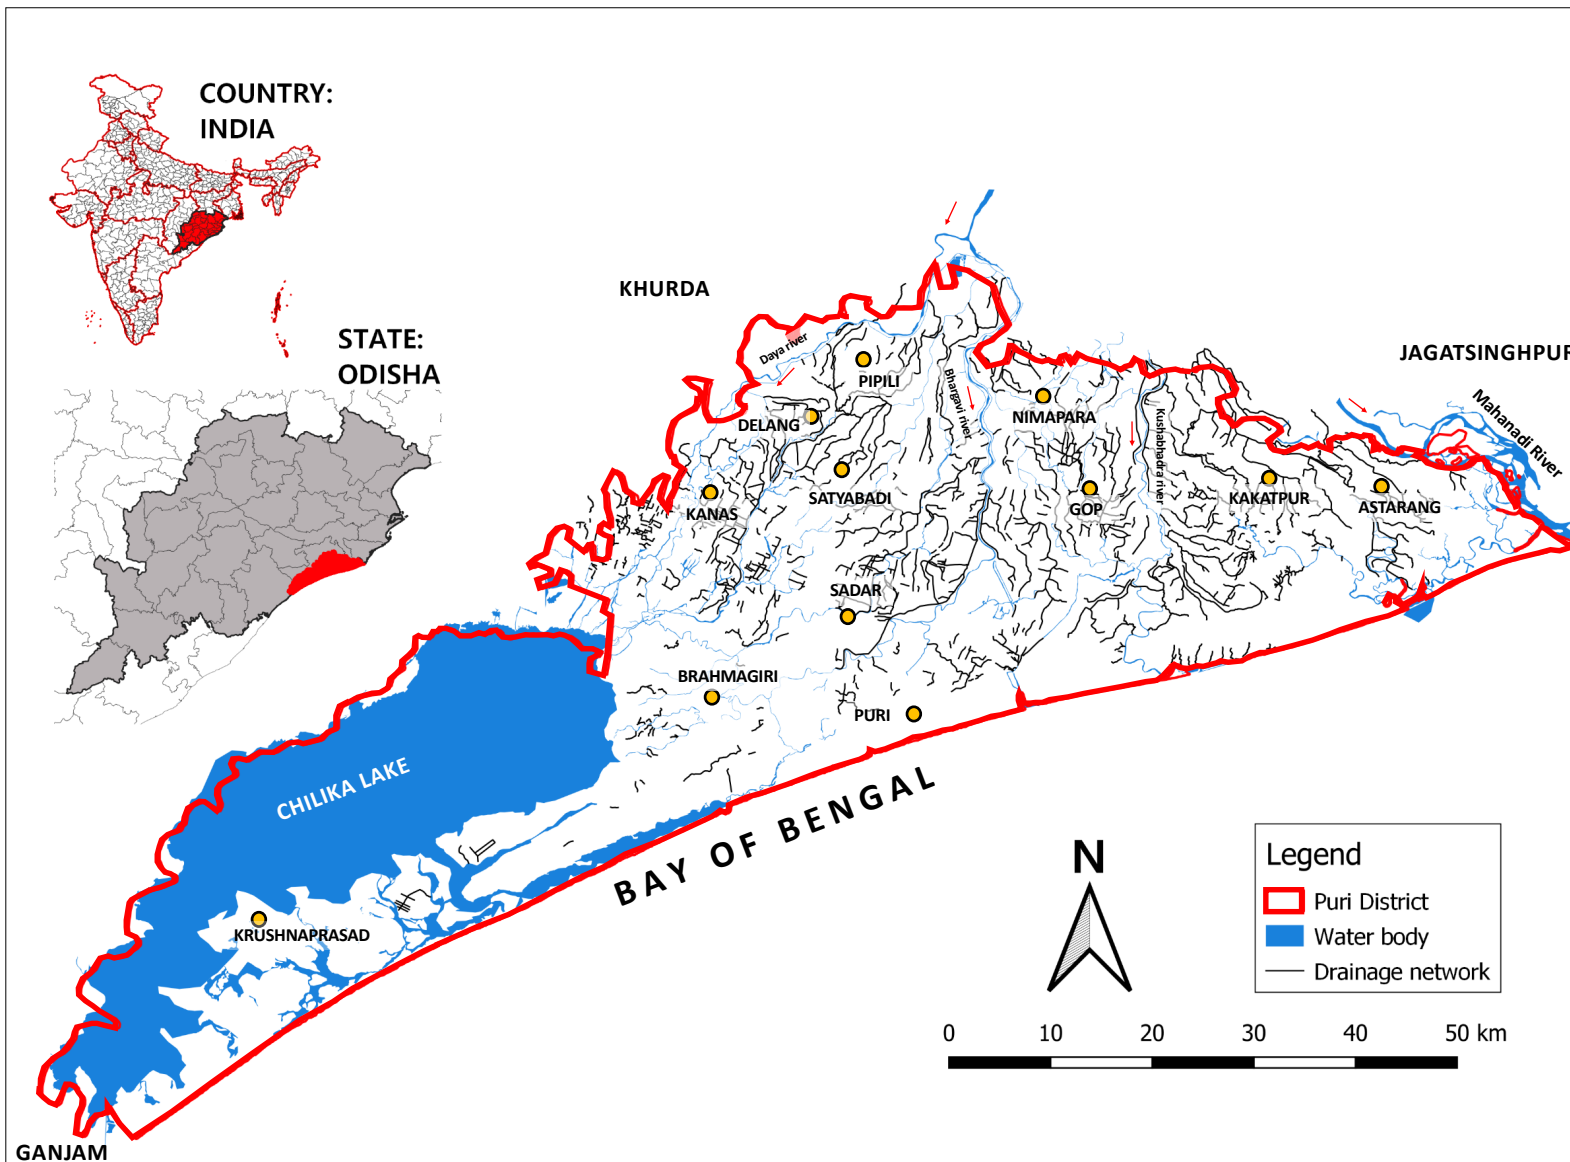 COUNTRY:
INDIA
STATE:
ODISHA
KHURDA
JAGATSINGHPUR
Daya river
PIPILI
Bhargavi river
NIMAPARA
Kushabhadra river
Mahanadi River
DELANG
SATYABADI
KANAS
GOP
KAKATPUR
ASTARANG
SADAR
BRAHMAGIRI
PURI
CHILIKA LAKE
BAY OF BENGAL
KRUSHNAPRASAD
GANJAM
N
Legend
Puri District
Water body
Drainage network
0 10 20 30 40 50 km